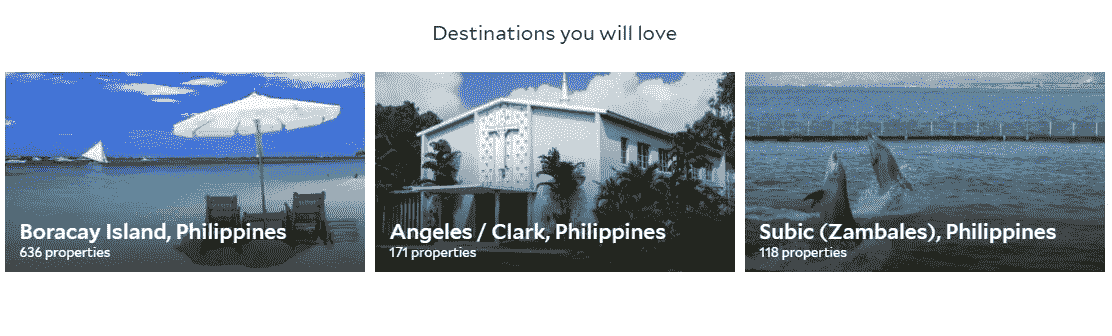 Destinations you will love
Boracay Island, Philippines
636 properties
Angeles / Clark, Philippines
171 properties
Subic (Zambales), Philippines
118 properties